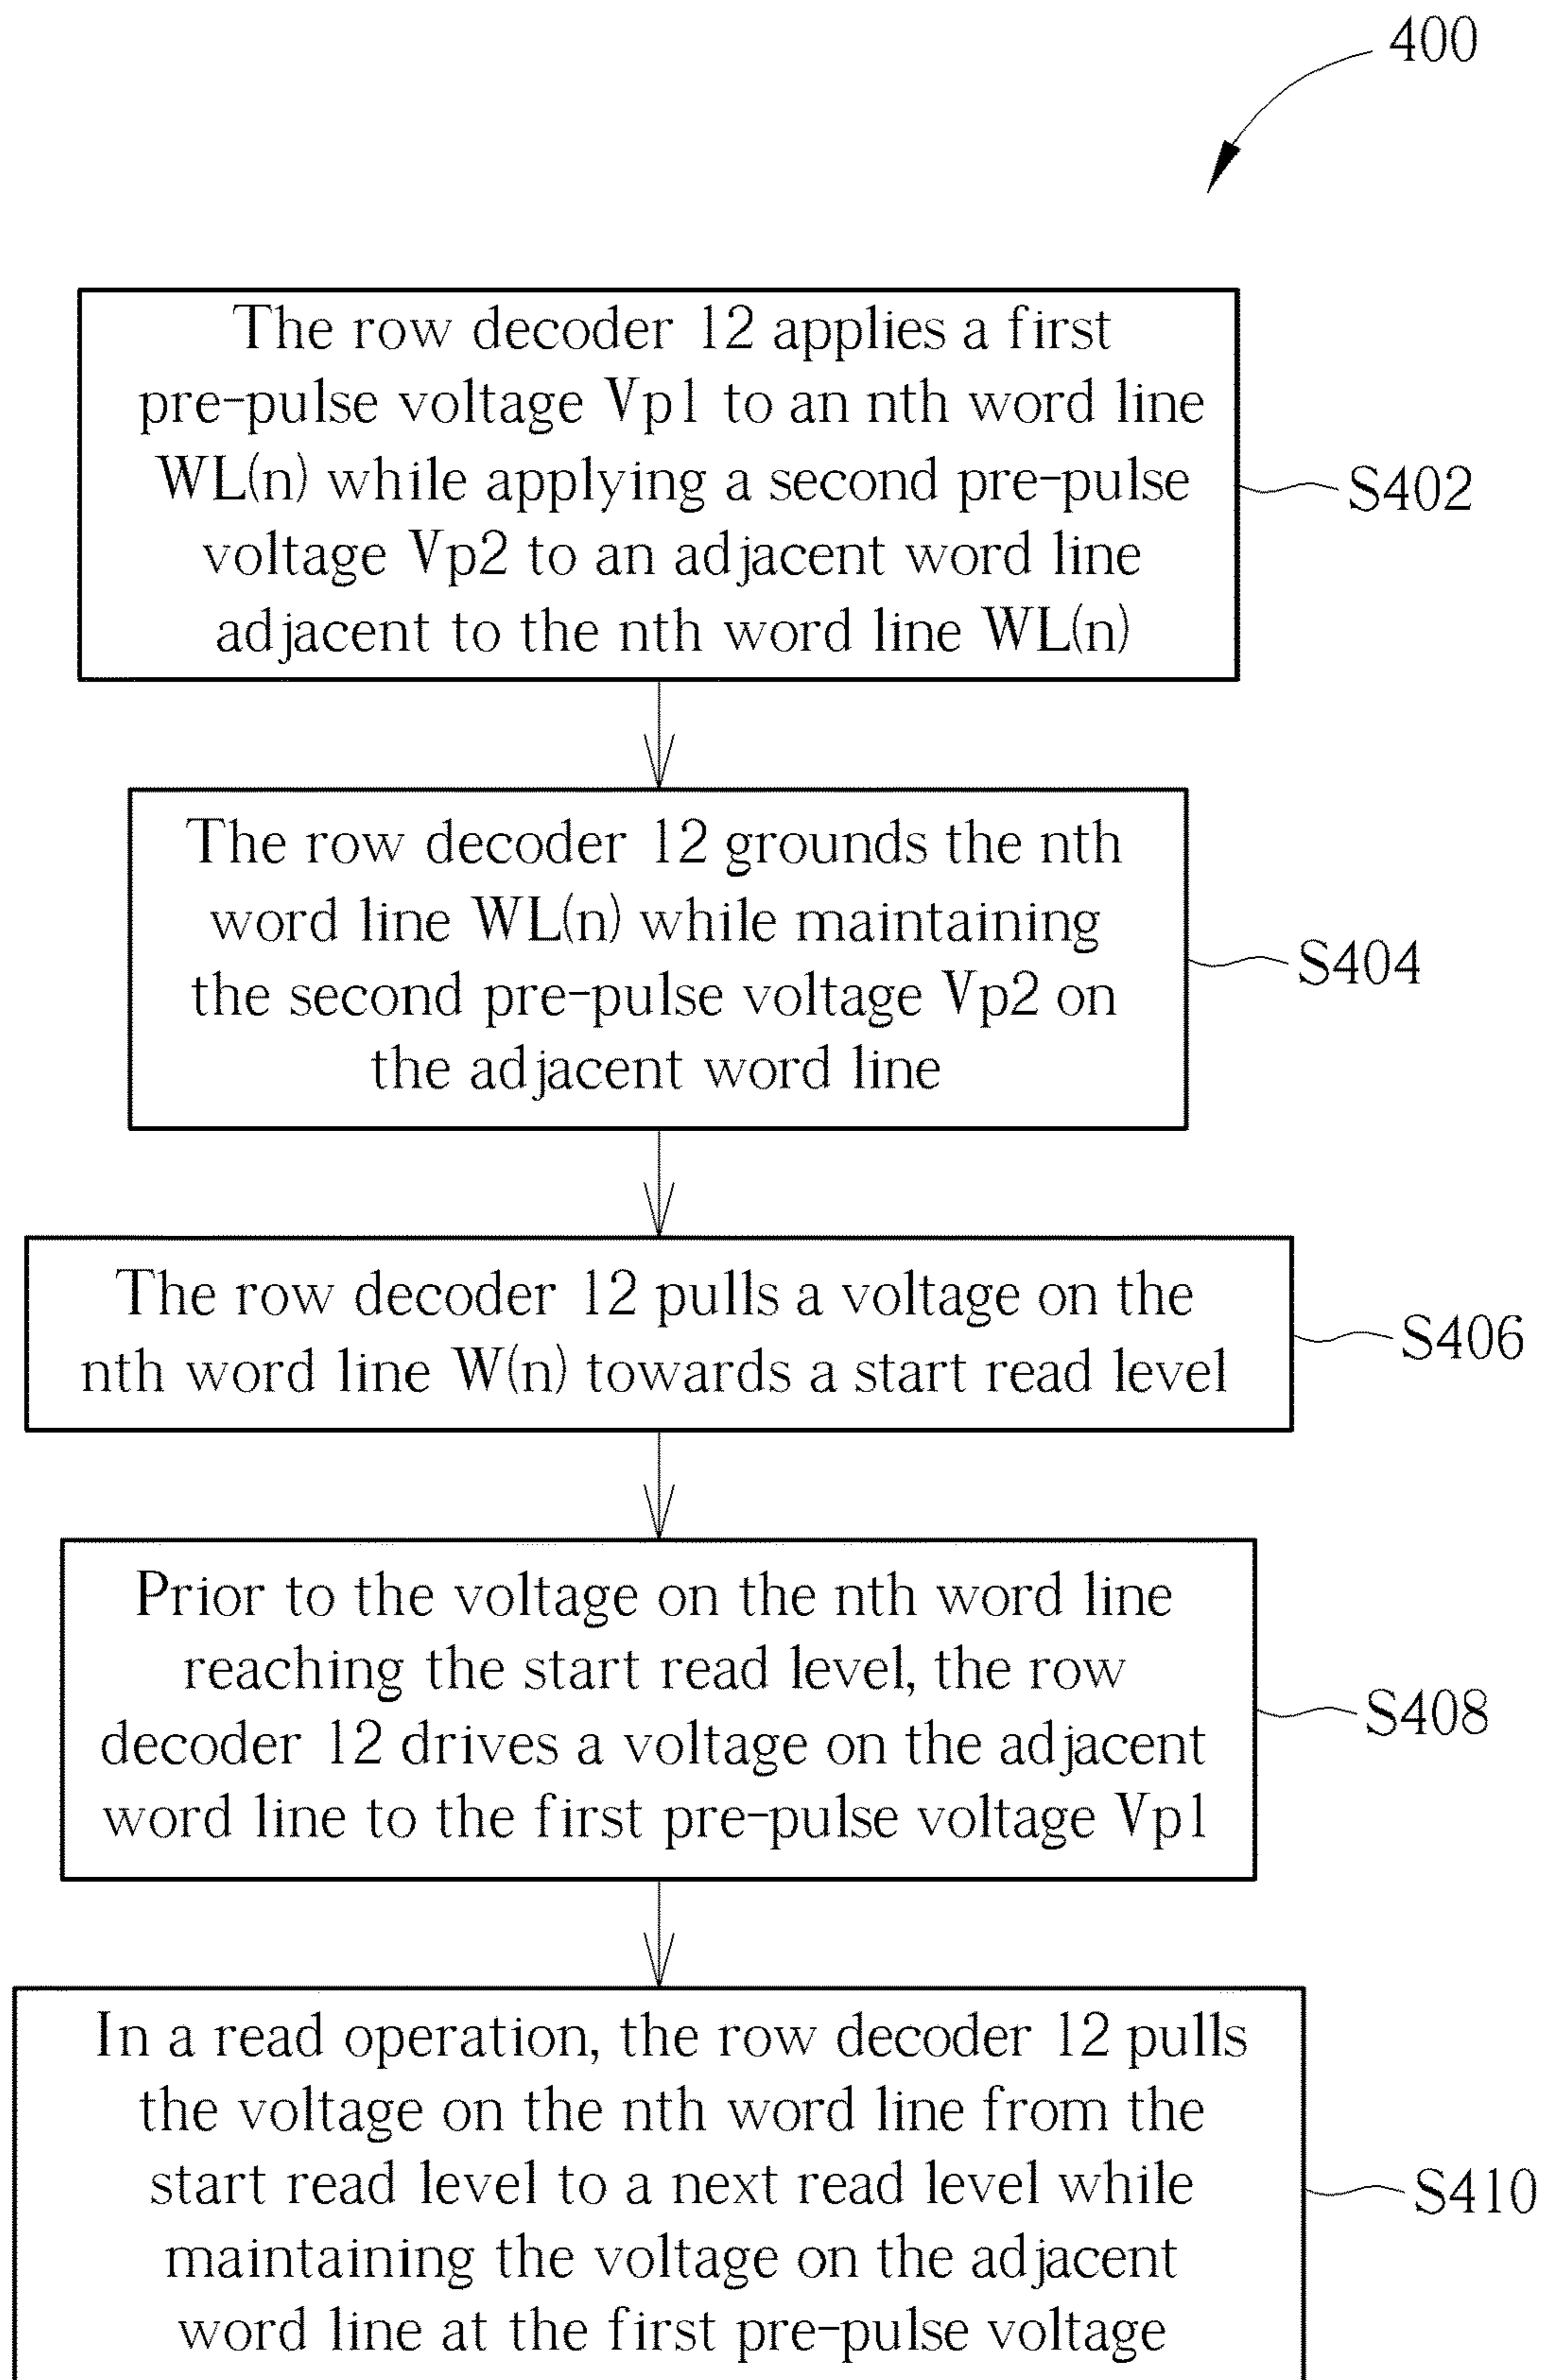 400
The row decoder 12 applies a first
pre-pulse voltage Vp1 to an nth word line
WL(n) while applying a second pre-pulse
voltage Vp2 to an adjacent word line
adjacent to the nth word line WL(n)
S402
The row decoder 12 grounds the nth
word line WL(n) while maintaining
the second pre-pulse voltage Vp2 on
the adjacent word line
S404
The row decoder 12 pulls a voltage on the
nth word line W(n) towards a start read level
S406
Prior to the voltage on the nth word line
reaching the start read level, the row
decoder 12 drives a voltage on the adjacent
word line to the first pre-pulse voltage Vp1
S408
In a read operation, the row decoder 12 pulls
the voltage on the nth word line from the
start read level to a next read level while
maintaining the voltage on the adjacent
word line at the first pre-pulse voltage
S410